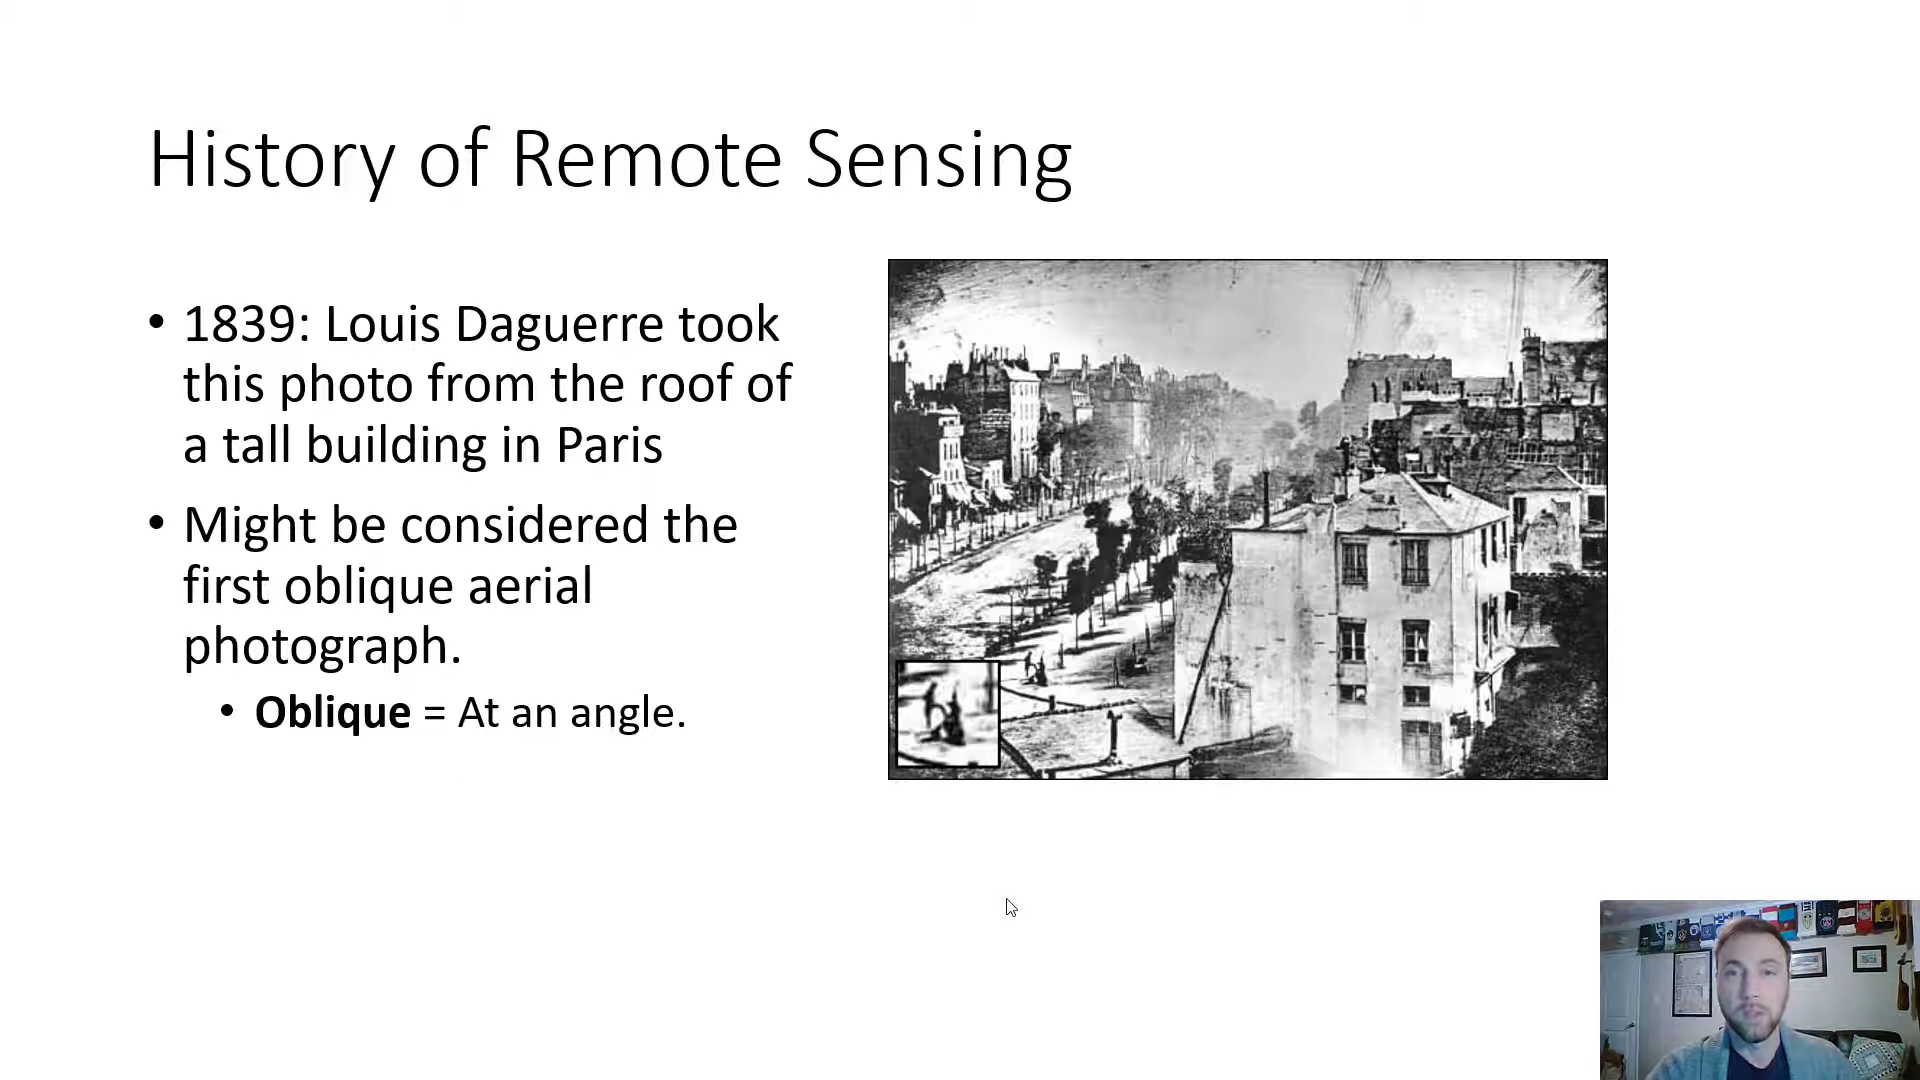 History of Remote Sensing
• 1839: Louis Daguerre took
this photo from the roof of
a tall building in Paris
• Might be considered the
first oblique aerial
photograph.
• Oblique = At an angle.